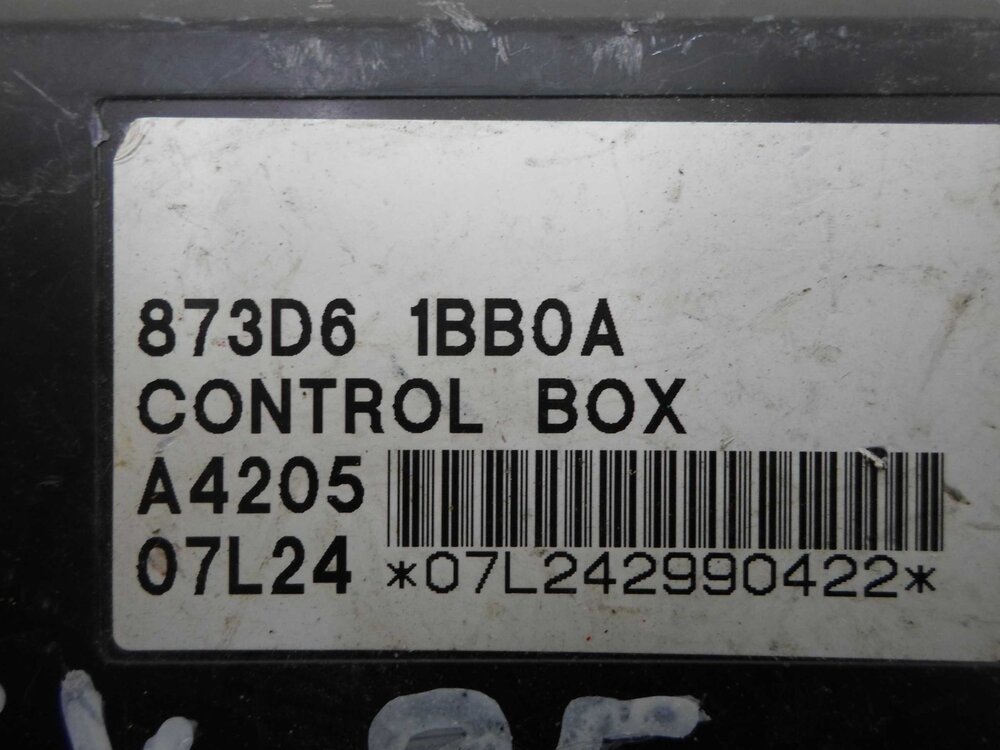 873D6 1BB0A
CONTROL BOX
A4205
07L24 *07L242990422*